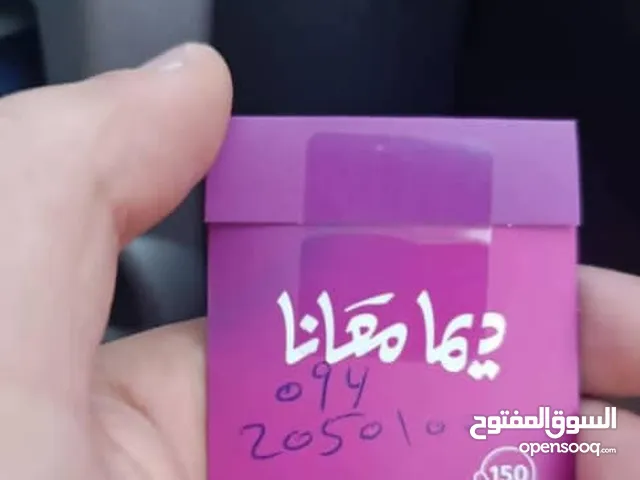 ديما معانا
094
205010
السوق المفتوح
opensooq.com
150